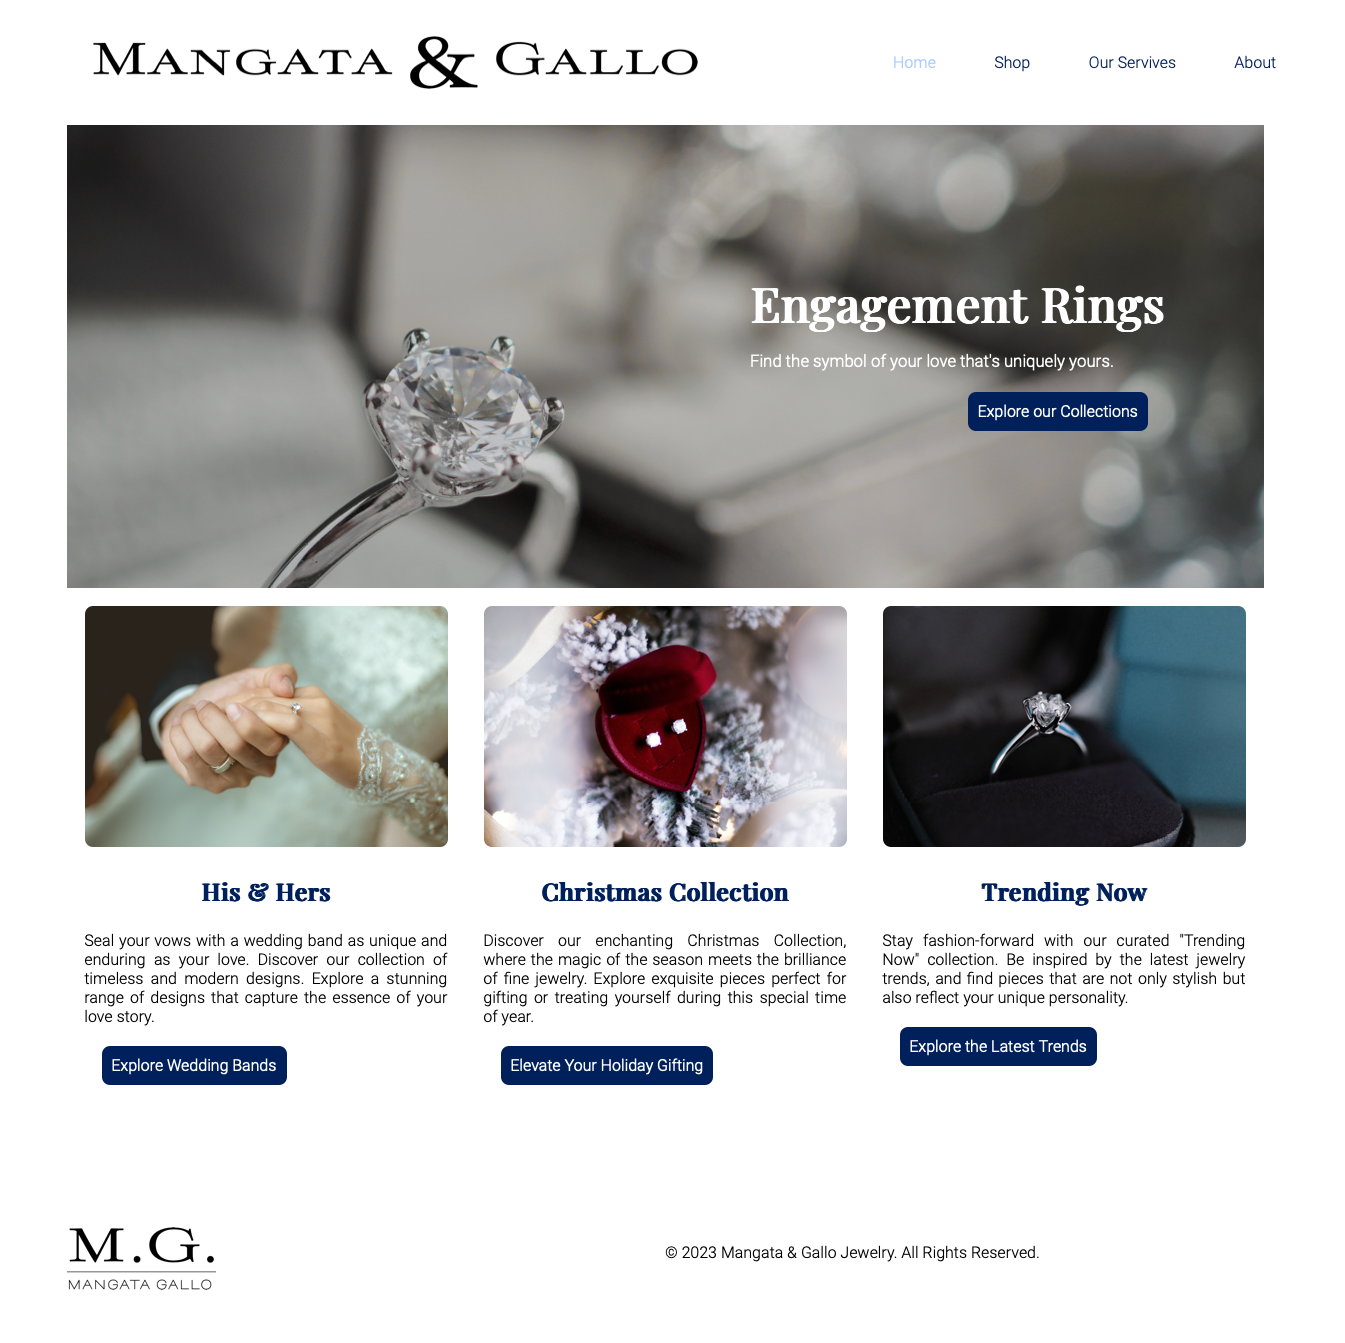 MANGATA & GALLO
Home Shop Our Servives About
Engagement Rings
Find the symbol of your love that's uniquely yours.
Explore our Collections
His & Hers
Seal your vows with a wedding band as unique and
enduring as your love. Discover our collection of
timeless and modern designs. Explore a stunning
range of designs that capture the essence of your
love story.
Explore Wedding Bands
Christmas Collection
Discover our enchanting Christmas Collection,
where the magic of the season meets the brilliance
of fine jewelry. Explore exquisite pieces perfect for
gifting or treating yourself during this special time
of year.
Elevate Your Holiday Gifting
Trending Now
Stay fashion-forward with our curated "Trending
Now" collection. Be inspired by the latest jewelry
trends, and find pieces that are not only stylish but
also reflect your unique personality.
Explore the Latest Trends
M.G.
MANGATA GALLO
© 2023 Mangata & Gallo Jewelry. All Rights Reserved.